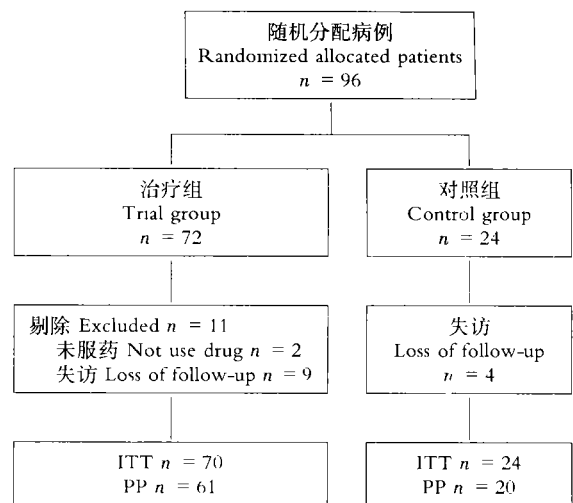 随机分配病例
Randomized allocated patients
n = 96
治疗组
Trial group
n = 72
对照组
Control group
n = 24
剔除 Excluded n = 11
未服药 Not use drug n = 2
失访 Loss of follow-up n = 9
失访
Loss of follow-up
n = 4
ITT n = 70
PP n = 61
ITT n = 24
PP n = 20